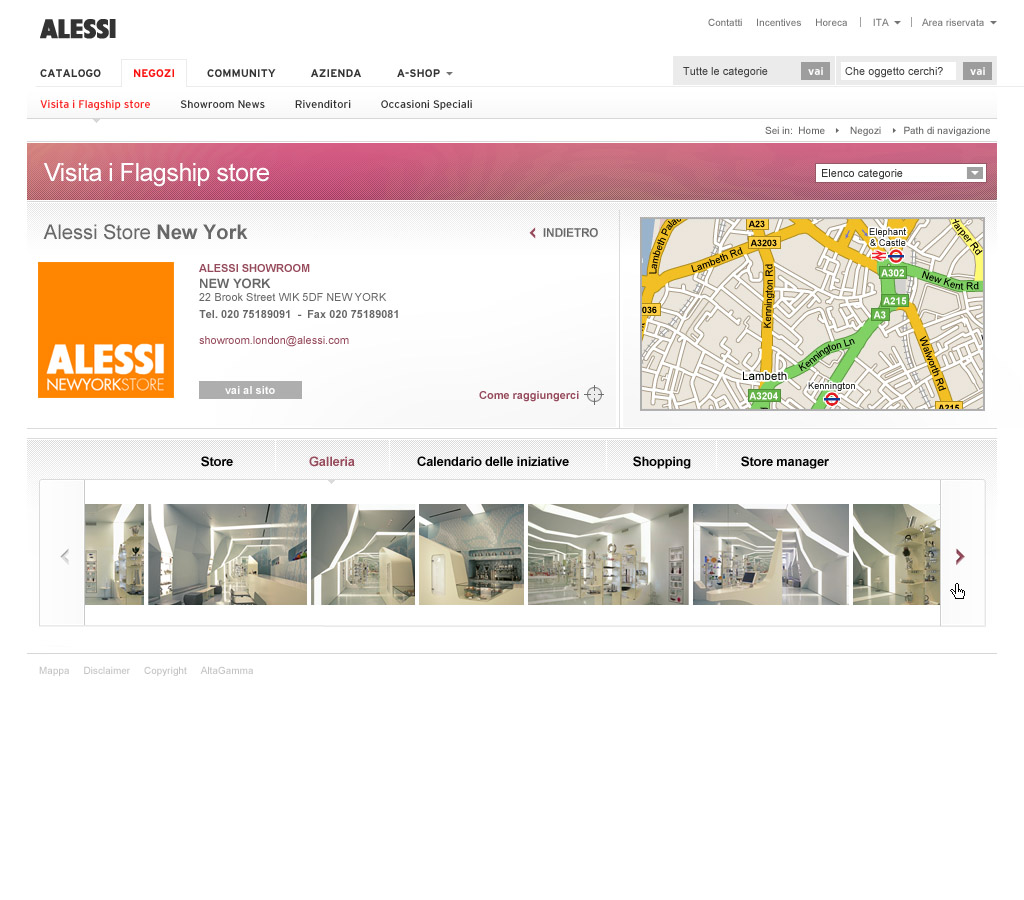 ALESSI
Contatti Incentives Horeca | ITA | Area riservata
CATALOGO NEGOZI COMMUNITY AZIENDA A-SHOP
Tutte le categorie vai Che oggetto cerchi? vai
Visita i Flagship store Showroom News Rivenditori Occasioni Speciali
Sei in: Home Negozi Path di navigazione
Visita i Flagship store
Elenco categorie
Alessi Store New York
INDIETRO
ALESSI
NEWYORKSTORE
ALESSI SHOWROOM
NEW YORK
22 Brook Street WIK 5DF NEW YORK
Tel. 020 75189091 - Fax 020 75189081
showroom.london@alessi.com
vai al sito
Come raggiungerci
A23
Elephant
& Castle
Harper Rd
Lambeth Palac
A3203
Lambeth Rd
A302
New Kent Rd
Kennington Rd
A215
036
A3
Kennington Ln
Walworth Rd
Lambeth
Kennington
A3204
A215
Store Galleria Calendario delle iniziative Shopping Store manager
Mappa Disclaimer Copyright AltaGamma